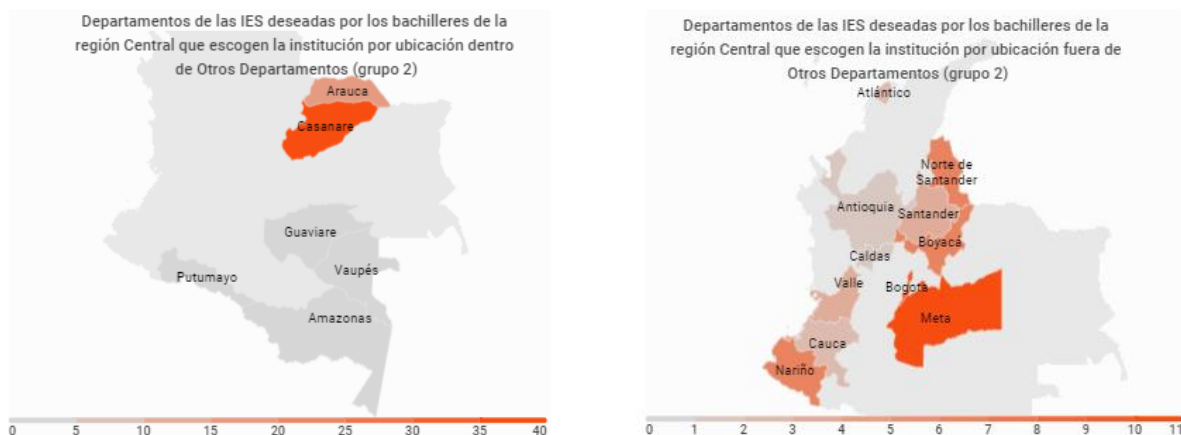 Departamentos de las IES deseadas por los bachilleres de la
región Central que escogen la institución por ubicación dentro
de Otros Departamentos (grupo 2)
Arauca
Casanare
Guaviare
Vaupés
Putumayo
Amazonas
0 5 10 15 20 25 30 35 40
Departamentos de las IES deseadas por los bachilleres de la
región Central que escogen la institución por ubicación fuera de
Otros Departamentos (grupo 2)
Atlántico
Norte de
Santander
Antioquia
Santander
Boyacá
Caldas
Valle
Bogotá
Meta
Cauca
Nariño
0 1 2 3 4 5 6 7 8 9 10 11